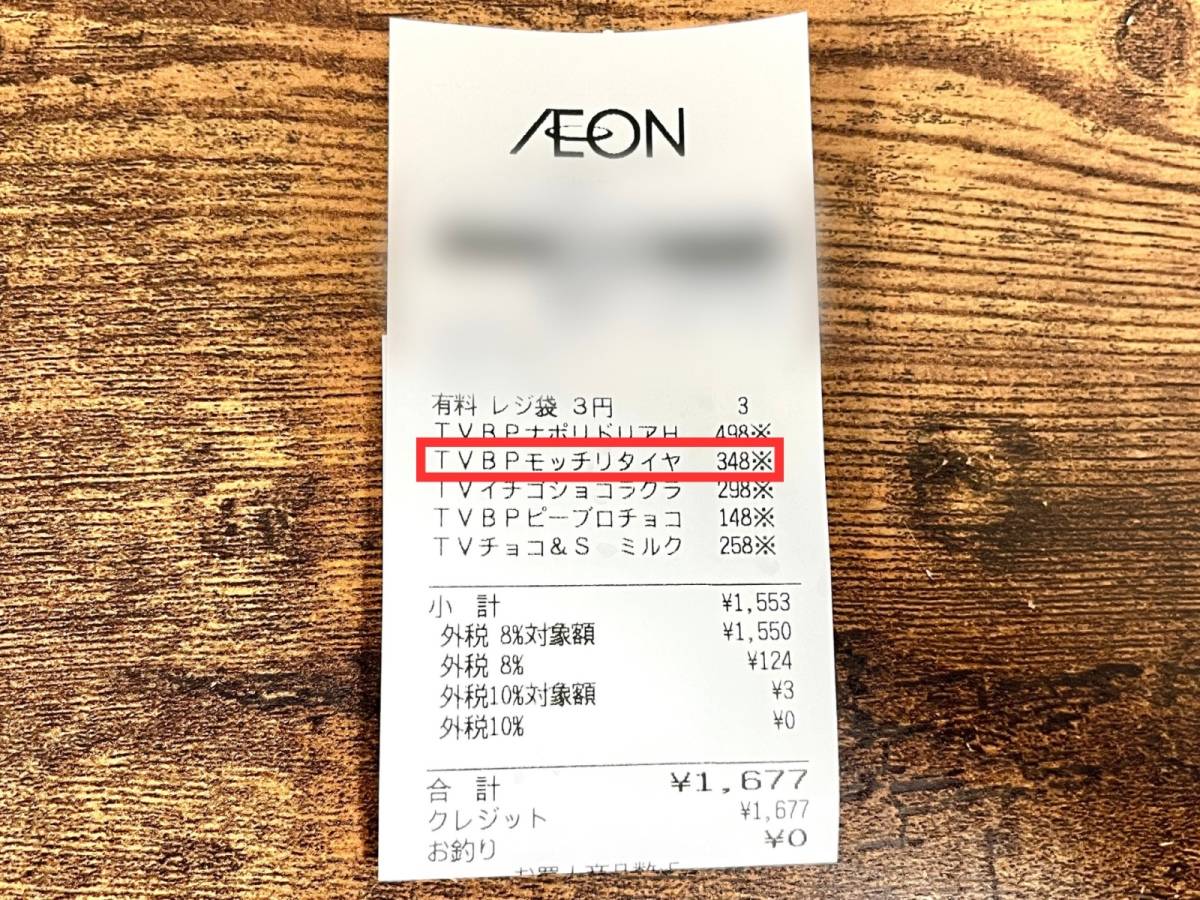 ÆON
有料 レジ袋 3円 3
TVBPナポリドリアH 498※
TVBPモッチリタイヤ 348※
TVイチゴショコラクラ 298※
TVBPピーブロチョコ 148※
TVチョコ&S ミルク 258※
小 計 ¥1,553
外税 8%対象額 ¥1,550
外税 8% ¥124
外税10%対象額 ¥3
外税10% ¥0
合 計 ¥1,677
クレジット ¥1,677
お釣り ¥0